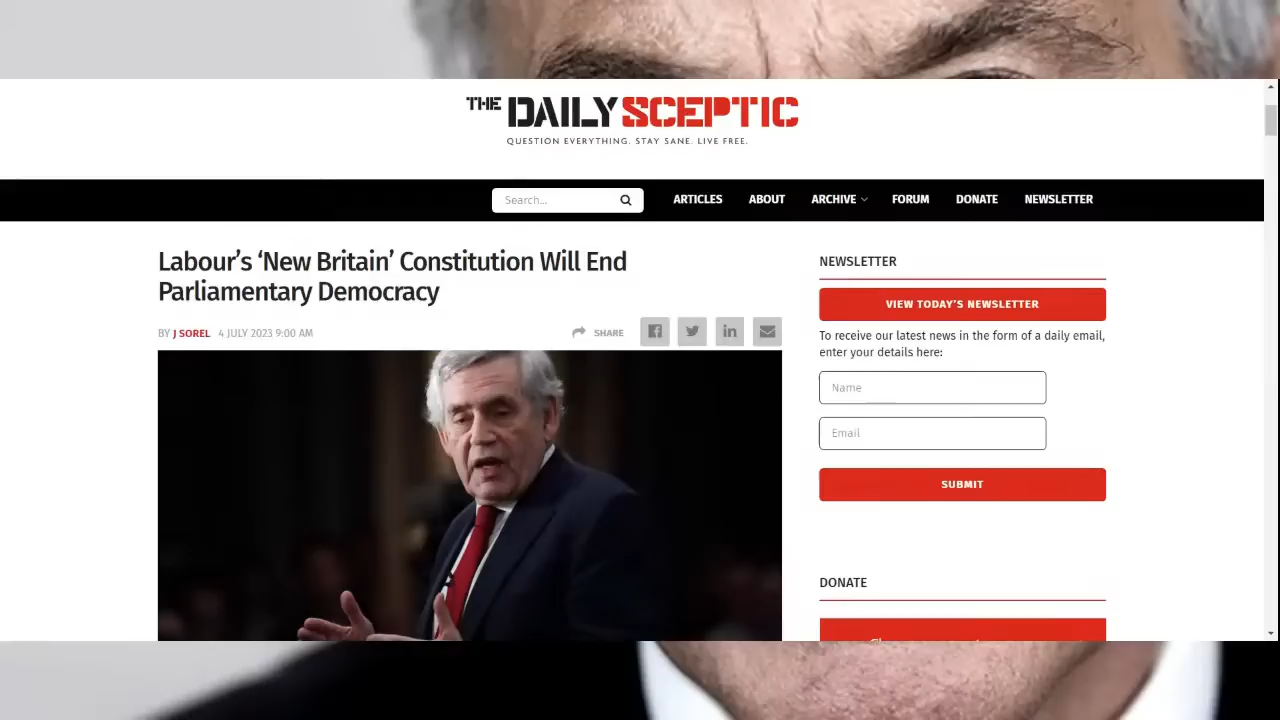 THE DAILY SCEPTIC
QUESTION EVERYTHING. STAY SANE. LIVE FREE.
Search...
ARTICLES
ABOUT
ARCHIVE
FORUM
DONATE
NEWSLETTER
Labour's ‘New Britain’ Constitution Will End
Parliamentary Democracy
BY J SOREL 4 JULY 2023 9:00 AM
SHARE
NEWSLETTER
VIEW TODAY'S NEWSLETTER
To receive our latest news in the form of a daily email,
enter your details here:
Name
Email
SUBMIT
DONATE